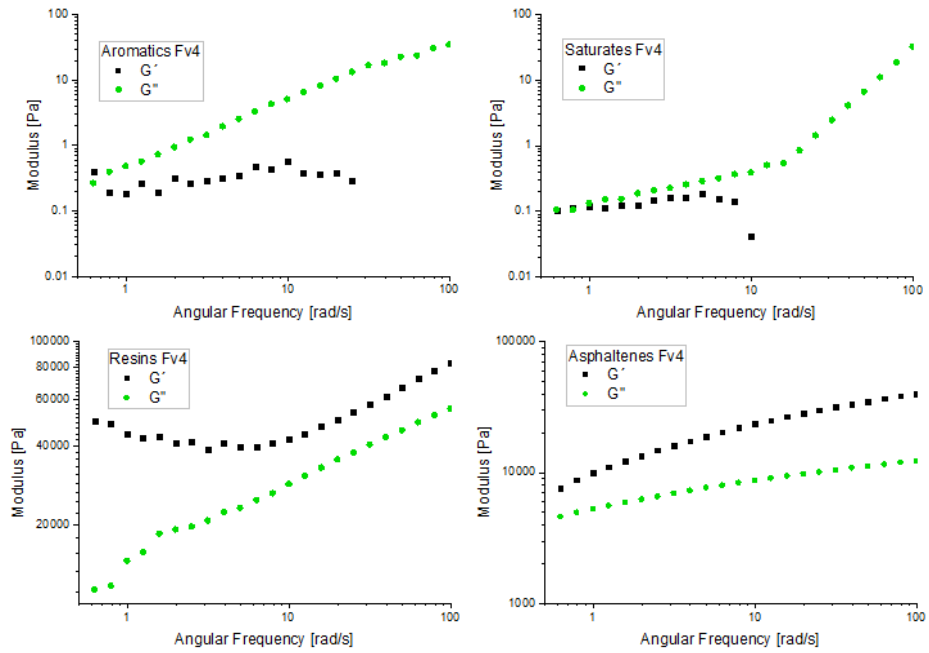 100
10
1
0.1
0.01
Modulus [Pa]
Aromatics Fv4
G´
G"
1
10
100
Angular Frequency [rad/s]
100
10
1
0.1
0.01
Modulus [Pa]
Saturates Fv4
G´
G"
1
10
100
Angular Frequency [rad/s]
100000
80000
60000
40000
20000
Modulus [Pa]
Resins Fv4
G´
G"
1
10
100
Angular Frequency [rad/s]
100000
10000
1000
Modulus [Pa]
Asphaltenes Fv4
G´
G"
1
10
100
Angular Frequency [rad/s]